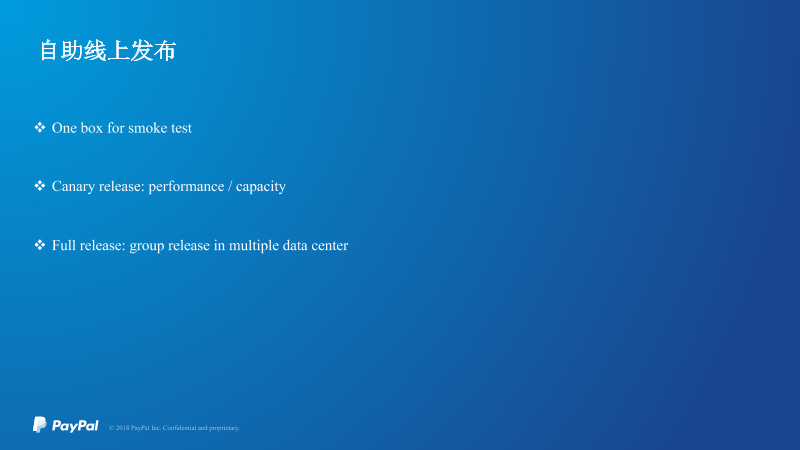 自助线上发布
❖ One box for smoke test
❖ Canary release: performance / capacity
❖ Full release: group release in multiple data center
PayPal © 2018 PayPal Inc. Confidential and proprietary.